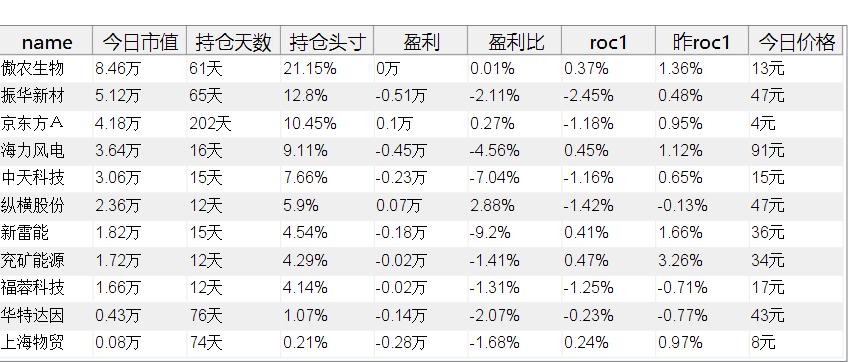 name 今日市值 持仓天数 持仓头寸 盈利 盈利比 roc1 昨roc1 今日价格
傲农生物 8.46万 61天 21.15% 0万 0.01% 0.37% 1.36% 13元
振华新材 5.12万 65天 12.8% -0.51万 -2.11% -2.45% 0.48% 47元
京东方Ａ 4.18万 202天 10.45% 0.1万 0.27% -1.18% 0.95% 4元
海力风电 3.64万 16天 9.11% -0.45万 -4.56% 0.45% 1.12% 91元
中天科技 3.06万 15天 7.66% -0.23万 -7.04% -1.16% 0.65% 15元
纵横股份 2.36万 12天 5.9% 0.07万 2.88% -1.42% -0.13% 47元
新雷能 1.82万 15天 4.54% -0.18万 -9.2% 0.41% 1.66% 36元
兖矿能源 1.72万 12天 4.29% -0.02万 -1.41% 0.47% 3.26% 34元
福蓉科技 1.66万 12天 4.14% -0.02万 -1.31% -1.25% -0.71% 17元
华特达因 0.43万 76天 1.07% -0.14万 -2.07% -0.23% -0.77% 43元
上海物贸 0.08万 74天 0.21% -0.28万 -1.68% 0.24% 0.97% 8元